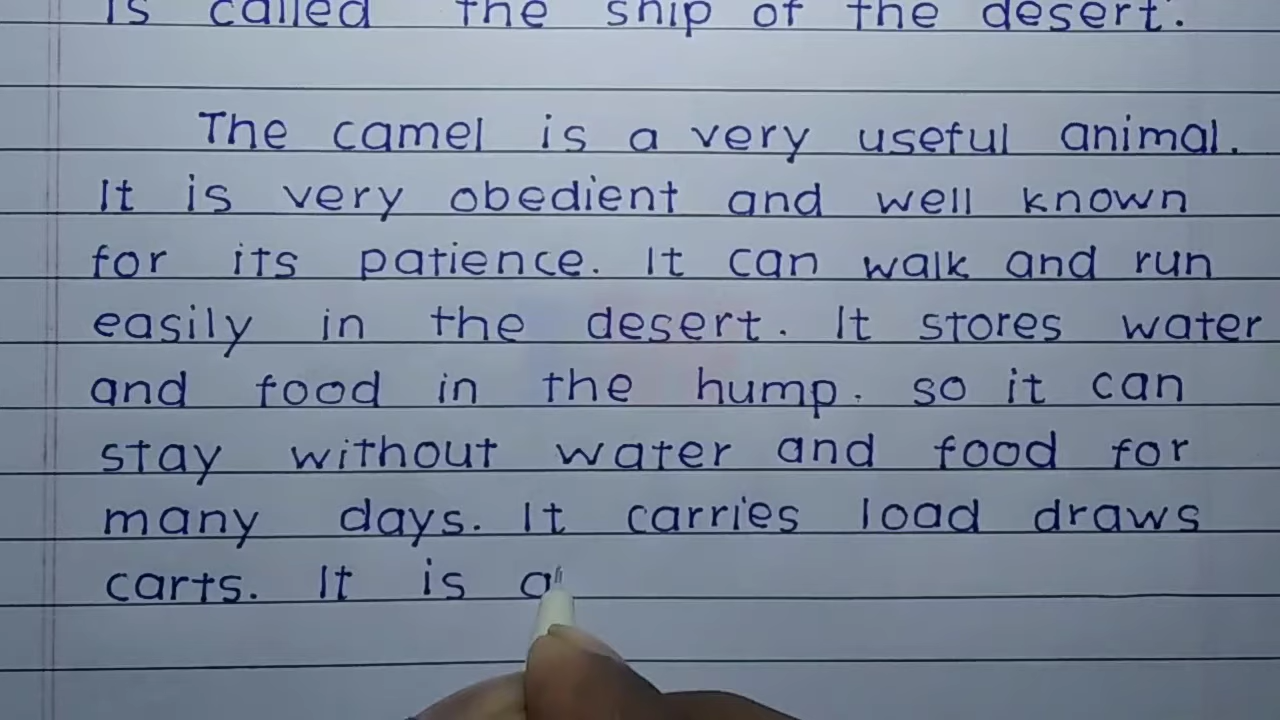 is called the ship of the desert.
The camel is a very useful animal.
It is very obedient and well known
for its patience. It can walk and run
easily in the desert. It stores water
and food in the hump. so it can
stay without water and food for
many days. It carries load draws
carts. It is a